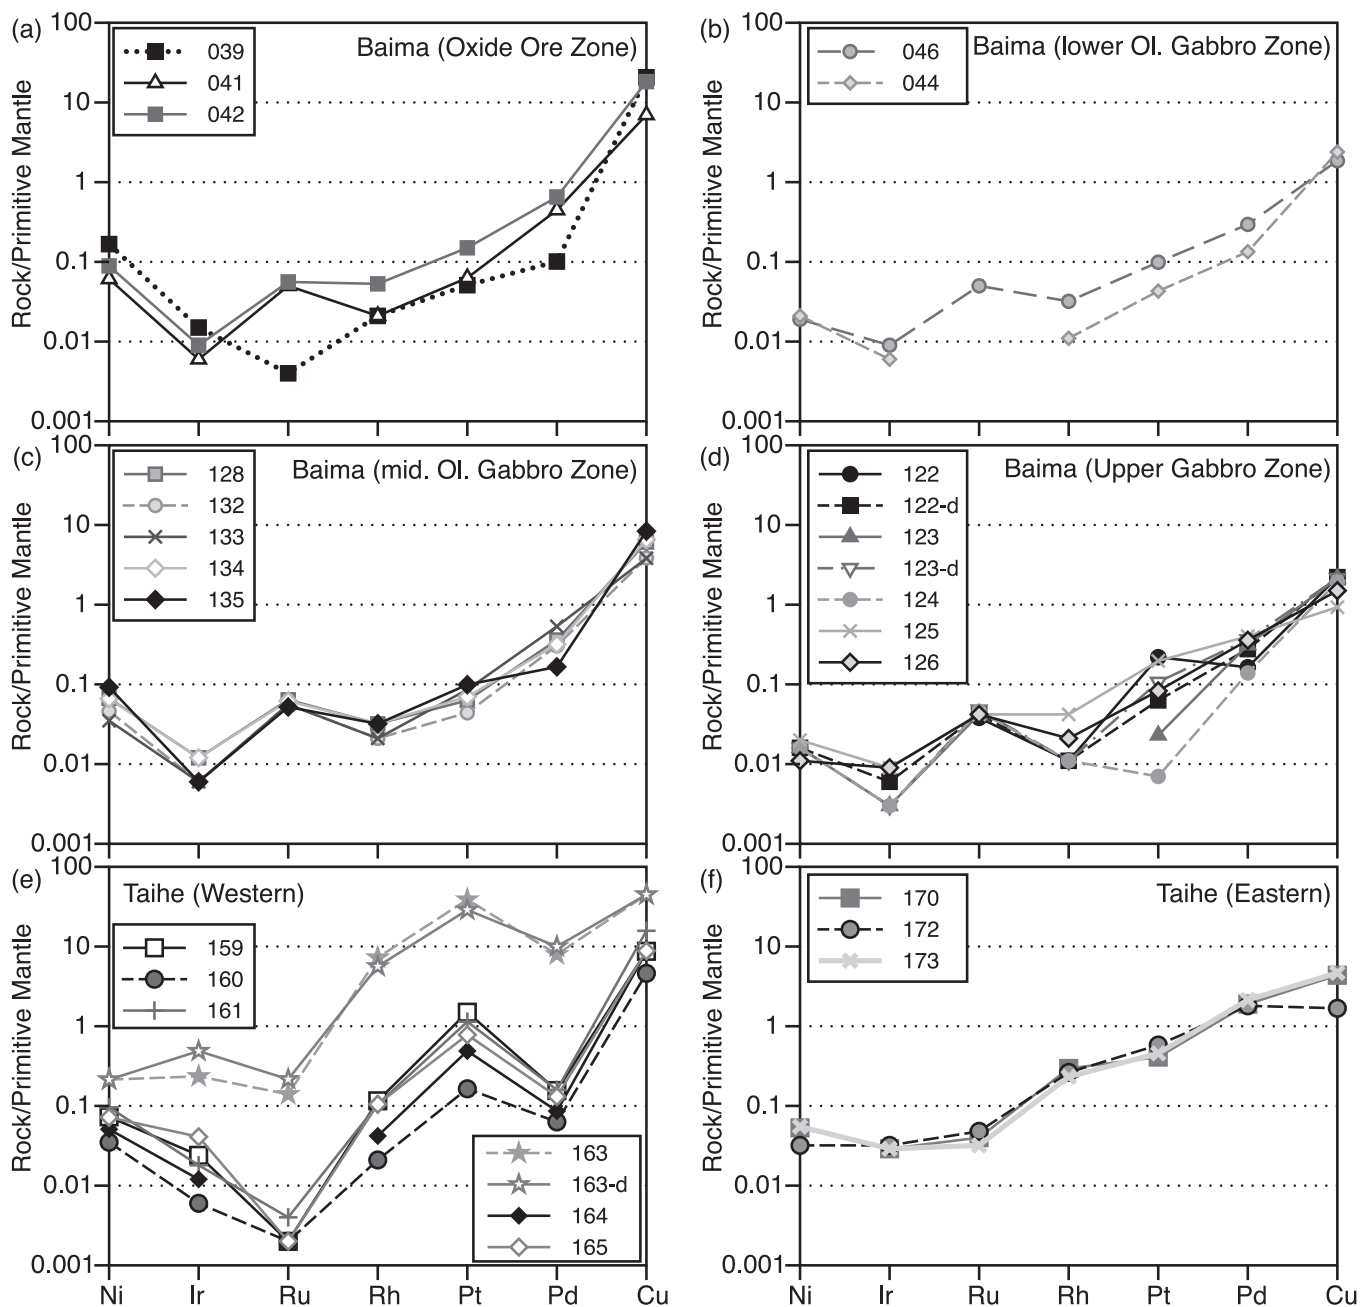 (a)
Baima (Oxide Ore Zone)
039
041
042
Rock/Primitive Mantle
100
10
1
0.1
0.01
0.001
(b)
Baima (lower Ol. Gabbro Zone)
046
044
Rock/Primitive Mantle
100
10
1
0.1
0.01
0.001
(c)
Baima (mid. Ol. Gabbro Zone)
128
132
133
134
135
Rock/Primitive Mantle
100
10
1
0.1
0.01
0.001
(d)
Baima (Upper Gabbro Zone)
122
122-d
123
123-d
124
125
126
Rock/Primitive Mantle
100
10
1
0.1
0.01
0.001
(e)
Taihe (Western)
159
160
161
163
163-d
164
165
Rock/Primitive Mantle
100
10
1
0.1
0.01
0.001
Ni Ir Ru Rh Pt Pd Cu
(f)
Taihe (Eastern)
170
172
173
Rock/Primitive Mantle
100
10
1
0.1
0.01
0.001
Ni Ir Ru Rh Pt Pd Cu